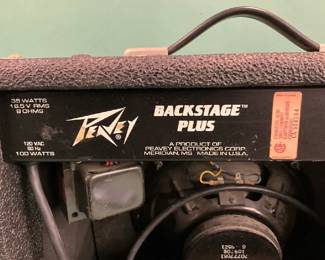 35 WATTS
16.5 V RMS
8 OHMS
PEAVEY ®
BACKSTAGE™
PLUS
120 VAC
60 Hz
100 WATTS
A PRODUCT OF
PEAVEY ELECTRONICS CORP.
MERIDIAN, MS MADE IN U.S.A.